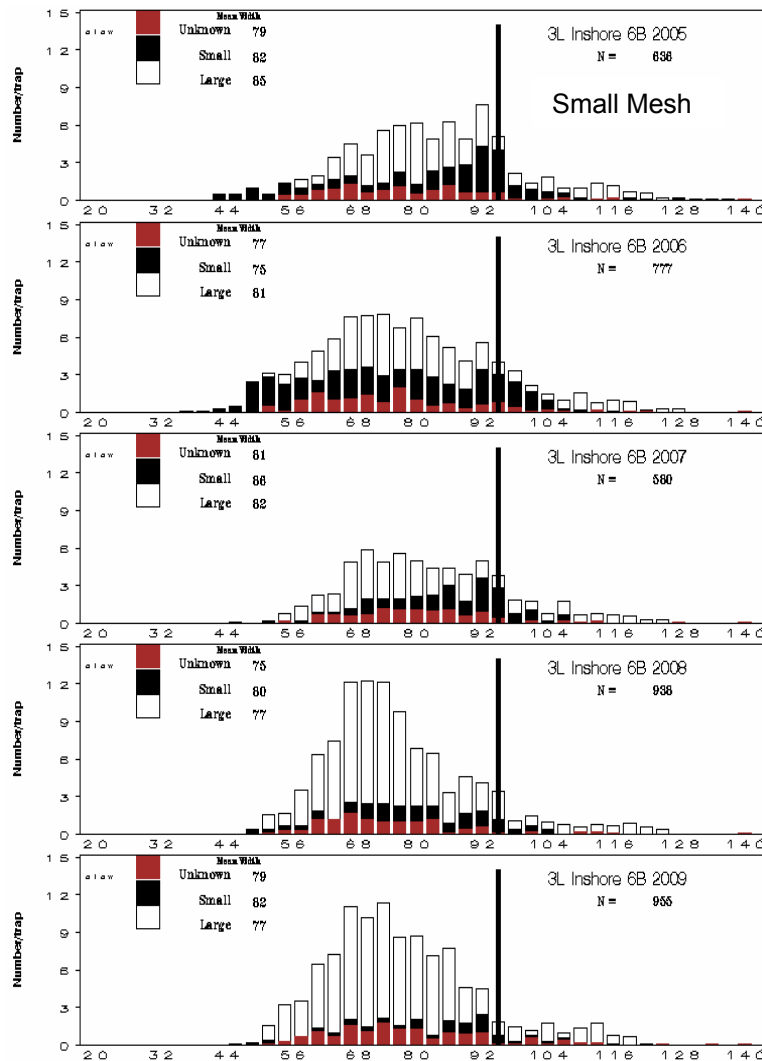 15 Mean Width 3L Inshore 6B 2005
claw Unknown 79 N = 636
12 Small 82 Small Mesh
Large 85
9
6
3
0
Number/trap
20 32 44 56 68 80 92 104 116 128 140
15 Mean Width 3L Inshore 6B 2006
claw Unknown 77 N = 777
12 Small 75
Large 81
9
6
3
0
Number/trap
20 32 44 56 68 80 92 104 116 128 140
15 Mean Width 3L Inshore 6B 2007
claw Unknown 81 N = 580
12 Small 86
Large 82
9
6
3
0
Number/trap
20 32 44 56 68 80 92 104 116 128 140
15 Mean Width 3L Inshore 6B 2008
claw Unknown 75 N = 938
12 Small 80
Large 77
9
6
3
0
Number/trap
20 32 44 56 68 80 92 104 116 128 140
15 Mean Width 3L Inshore 6B 2009
claw Unknown 79 N = 955
12 Small 82
Large 77
9
6
3
0
Number/trap
20 32 44 56 68 80 92 104 116 128 140